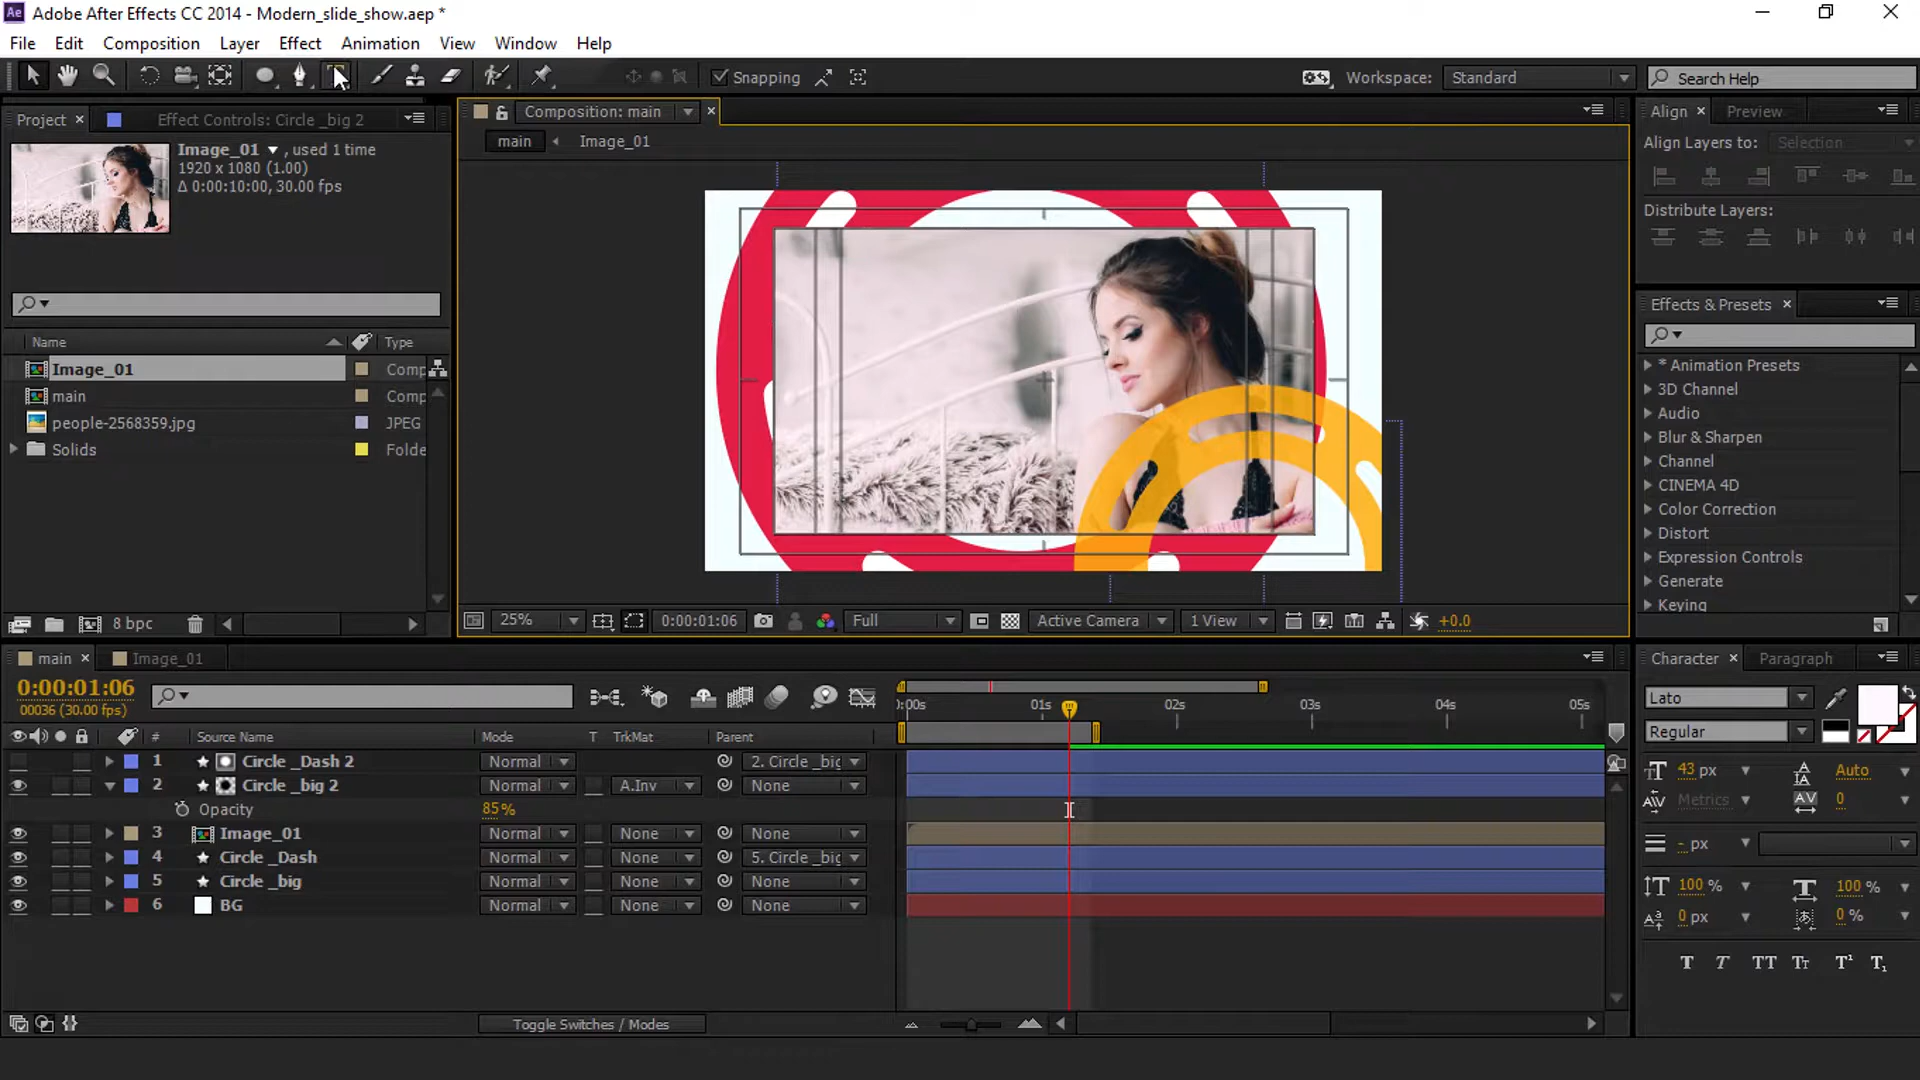 Ae Adobe After Effects CC 2014 - Modern_slide_show.aep *
File Edit Composition Layer Effect Animation View Window Help
Snapping Workspace: Standard Search Help
Project Effect Controls: Circle _big 2
Image_01 , used 1 time
1920 x 1080 (1.00)
Δ 0:00:10:00, 30.00 fps
Name Type
Image_01 Comp
main Comp
people-2568359.jpg JPEG
Solids Folde
8 bpc
Composition: main
main Image_01
25% 0:00:01:06 Full Active Camera 1 View +0.0
Align Preview
Align Layers to: Selection
Distribute Layers:
Effects & Presets
* Animation Presets
3D Channel
Audio
Blur & Sharpen
Channel
CINEMA 4D
Color Correction
Distort
Expression Controls
Generate
Keying
main Image_01
0:00:01:06
00036 (30.00 fps)
):00s 01s 02s 03s 04s 05s
# Source Name Mode T TrkMat Parent
1 Circle _Dash 2 Normal 2. Circle _big
2 Circle _big 2 Normal A.Inv None
Opacity 85%
3 Image_01 Normal None None
4 Circle _Dash Normal None 5. Circle _big
5 Circle _big Normal None None
6 BG Normal None None
Toggle Switches / Modes
Character Paragraph
Lato
Regular
43 px Auto
Metrics 0
- px
100 % 100 %
0 px 0 %
T T TT Tt T¹ T₁